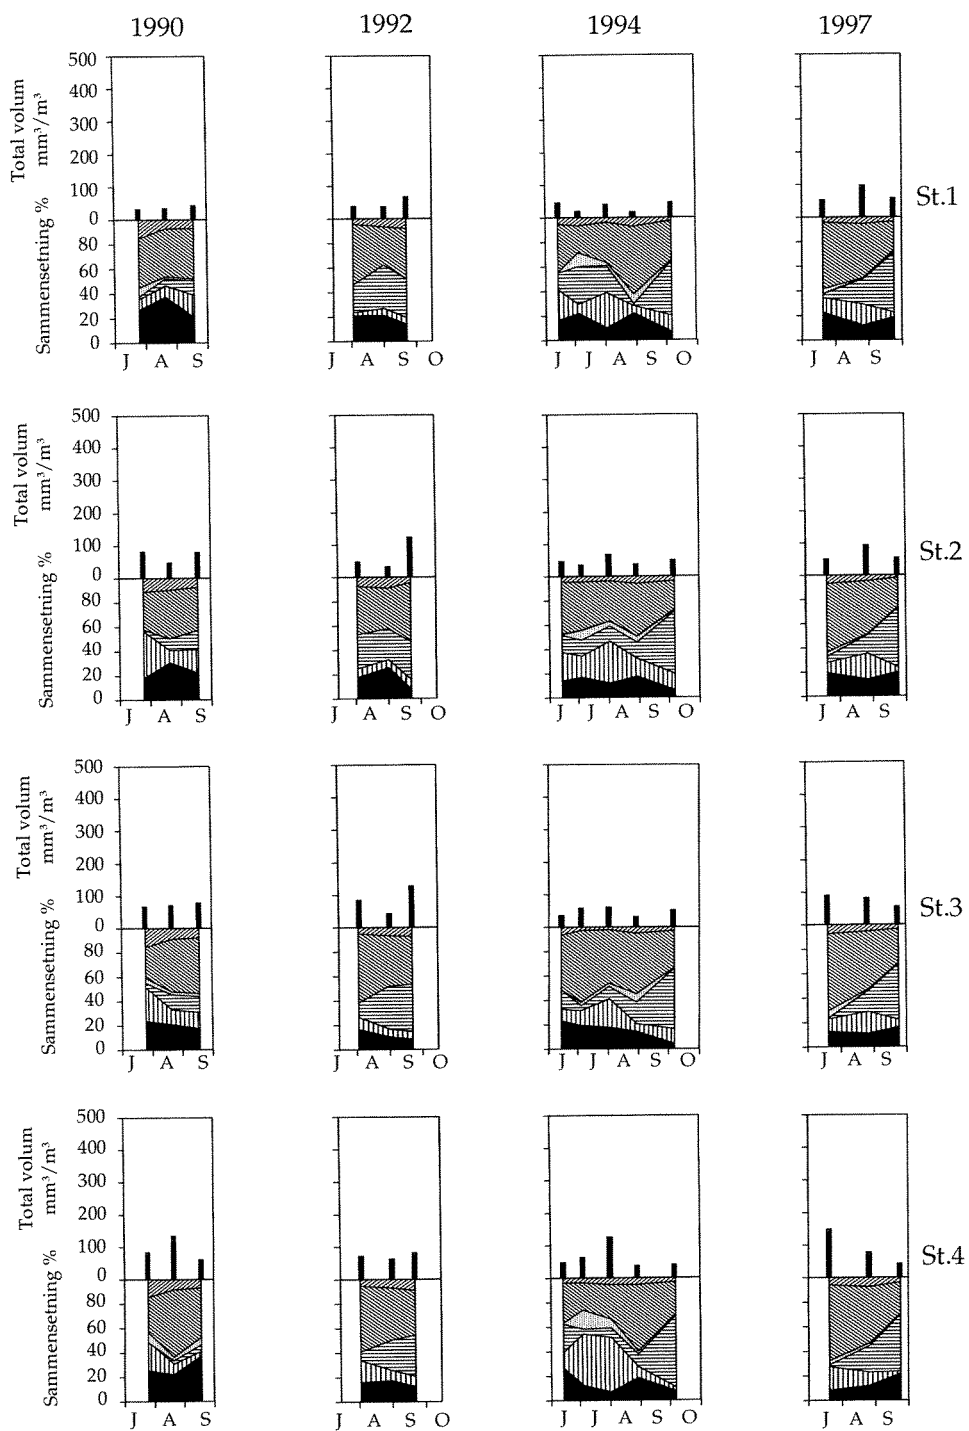 1990 1992 1994 1997
Total volum
mm³/m³
500
400
300
200
100
0
St.1
Sammensetning %
80
60
40
20
0
J A S
J A S O
J J A S O
J A S
Total volum
mm³/m³
500
400
300
200
100
0
St.2
Sammensetning %
80
60
40
20
0
J A S
J A S O
J J A S O
J A S
Total volum
mm³/m³
500
400
300
200
100
0
St.3
Sammensetning %
80
60
40
20
0
J A S
J A S O
J J A S O
J A S
Total volum
mm³/m³
500
400
300
200
100
0
St.4
Sammensetning %
80
60
40
20
0
J A S
J A S O
J J A S O
J A S